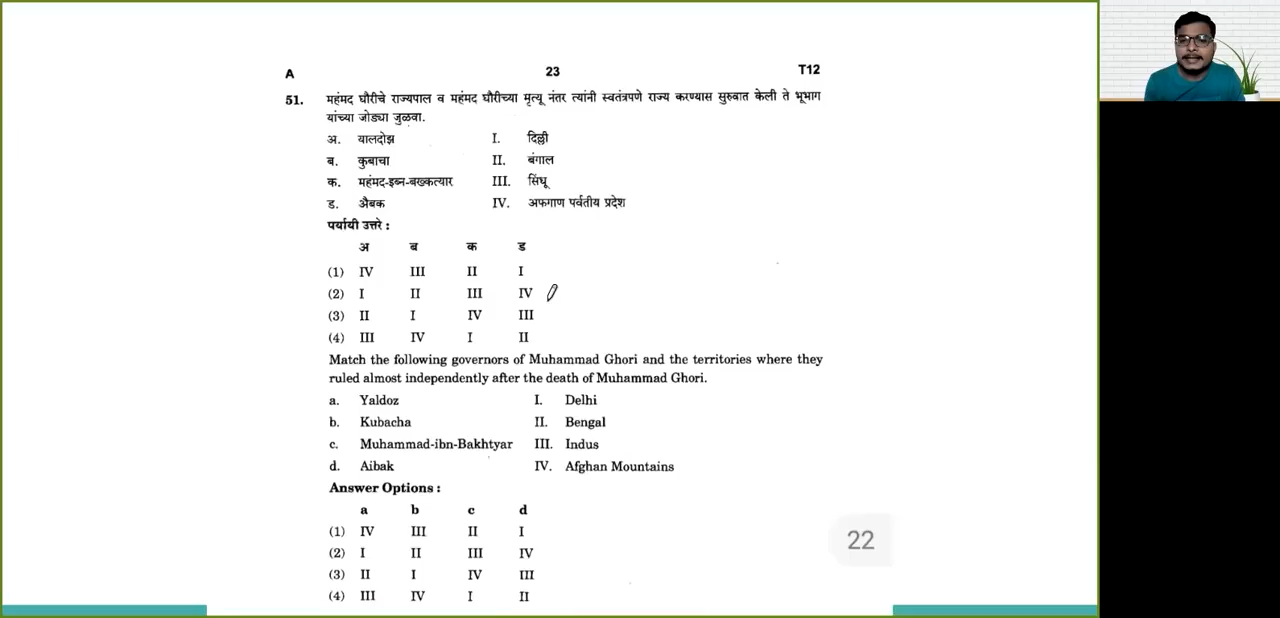 A 23 T12
51. महंमद घौरीचे राज्यपाल व महंमद घौरीच्या मृत्यू नंतर त्यांनी स्वतंत्रपणे राज्य करण्यास सुरुवात केली ते भूभाग
यांच्या जोड्या जुळवा.
अ. यालदोझ I. दिल्ली
ब. कुबाचा II. बंगाल
क. महंमद-इब्न-बख्कत्यार III. सिंधू
ड. अैबक IV. अफगाण पर्वतीय प्रदेश
पर्यायी उत्तरे :
अ ब क ड
(1) IV III II I
(2) I II III IV
(3) II I IV III
(4) III IV I II
Match the following governors of Muhammad Ghori and the territories where they
ruled almost independently after the death of Muhammad Ghori.
a. Yaldoz I. Delhi
b. Kubacha II. Bengal
c. Muhammad-ibn-Bakhtyar III. Indus
d. Aibak IV. Afghan Mountains
Answer Options :
a b c d
(1) IV III II I
(2) I II III IV
(3) II I IV III
(4) III IV I II
22